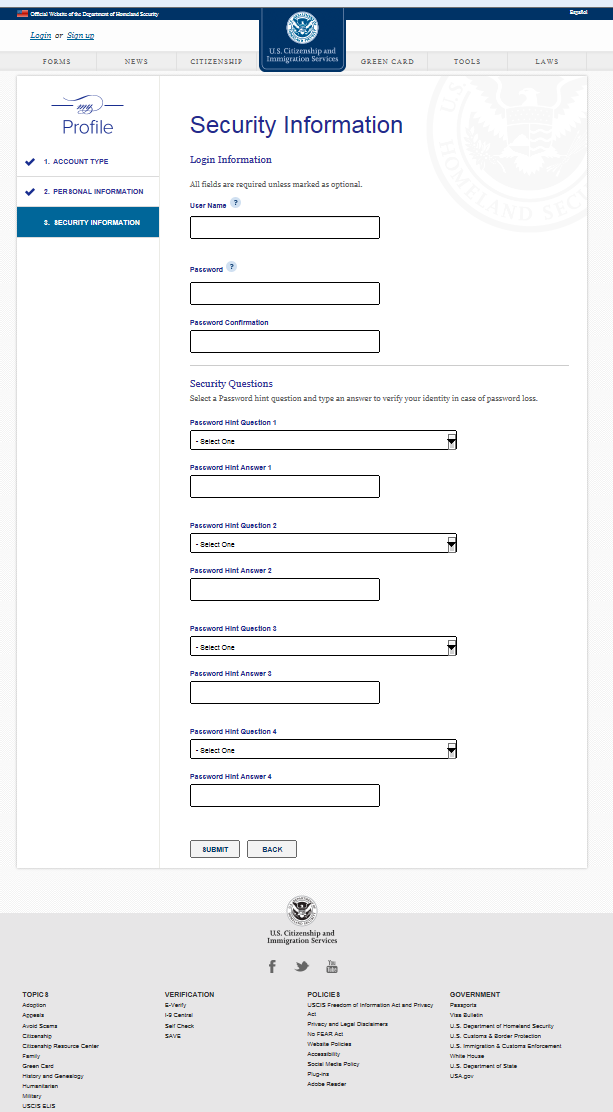 Official Website of the Department of Homeland Security
Español
Login or Sign up
U.S. Citizenship and
Immigration Services
FORMS NEWS CITIZENSHIP GREEN CARD TOOLS LAWS
my
Profile
1. ACCOUNT TYPE
2. PERSONAL INFORMATION
3. SECURITY INFORMATION
Security Information
Login Information
All fields are required unless marked as optional.
User Name ?
Password ?
Password Confirmation
Security Questions
Select a Password hint question and type an answer to verify your identity in case of password loss.
Password Hint Question 1
- Select One
Password Hint Answer 1
Password Hint Question 2
- Select One
Password Hint Answer 2
Password Hint Question 3
- Select One
Password Hint Answer 3
Password Hint Question 4
- Select One
Password Hint Answer 4
SUBMIT BACK
U.S. Citizenship and
Immigration Services
You
Tube
TOPICS
Adoption
Appeals
Avoid Scams
Citizenship
Citizenship Resource Center
Family
Green Card
History and Genealogy
Humanitarian
Military
USCIS ELIS
VERIFICATION
E-Verify
I-9 Central
Self Check
SAVE
POLICIES
USCIS Freedom of Information Act and Privacy
Act
Privacy and Legal Disclaimers
No FEAR Act
Website Policies
Accessibility
Social Media Policy
Plug-ins
Adobe Reader
GOVERNMENT
Passports
Visa Bulletin
U.S. Department of Homeland Security
U.S. Customs & Border Protection
U.S. Immigration & Customs Enforcement
White House
U.S. Department of State
USA.gov